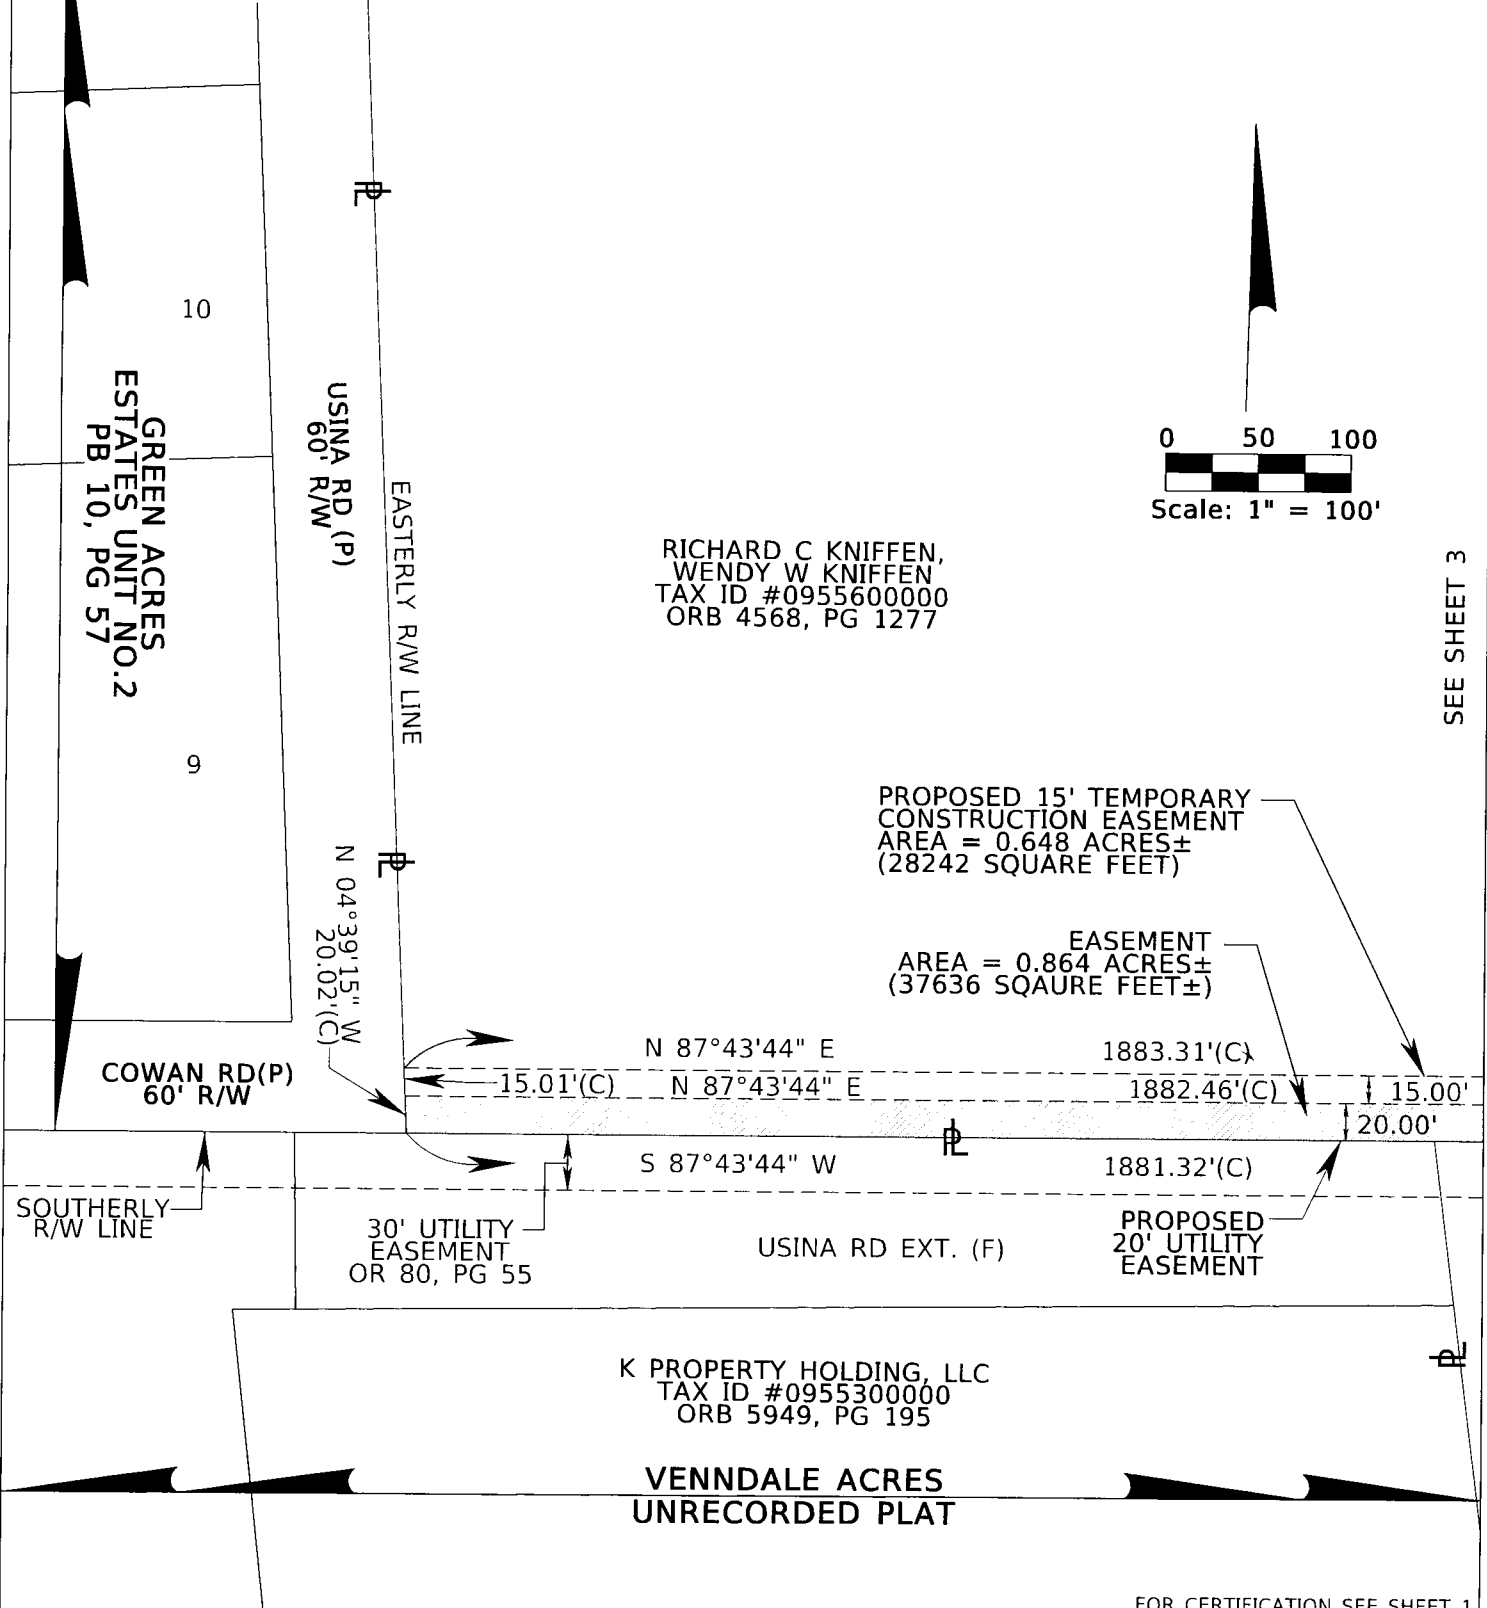 10
GREEN ACRES
ESTATES UNIT NO.2
PB 10, PG 57
9
USINA RD (P)
60' R/W
EASTERLY R/W LINE
0 50 100
Scale: 1" = 100'
RICHARD C KNIFFEN,
WENDY W KNIFFEN
TAX ID #0955600000
ORB 4568, PG 1277
SEE SHEET 3
PROPOSED 15' TEMPORARY
CONSTRUCTION EASEMENT
AREA = 0.648 ACRES±
(28242 SQUARE FEET)
N 04°39'15" W
20.02'(C)
EASEMENT
AREA = 0.864 ACRES±
(37636 SQAURE FEET±)
COWAN RD(P)
60' R/W
N 87°43'44" E 1883.31'(C)
15.01'(C) N 87°43'44" E 1882.46'(C) 15.00'
20.00'
PL
PL
PL
S 87°43'44" W 1881.32'(C)
SOUTHERLY
R/W LINE
30' UTILITY
EASEMENT
OR 80, PG 55
USINA RD EXT. (F)
PROPOSED
20' UTILITY
EASEMENT
PL
K PROPERTY HOLDING, LLC
TAX ID #0955300000
ORB 5949, PG 195
VENNDALE ACRES
UNRECORDED PLAT
FOR CERTIFICATION SEE SHEET 1